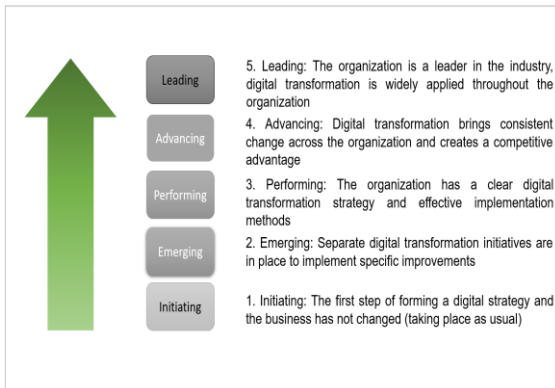 Leading
5. Leading: The organization is a leader in the industry,
digital transformation is widely applied throughout the
organization
Advancing
4. Advancing: Digital transformation brings consistent
change across the organization and creates a competitive
advantage
Performing
3. Performing: The organization has a clear digital
transformation strategy and effective implementation
methods
Emerging
2. Emerging: Separate digital transformation initiatives are
in place to implement specific improvements
Initiating
1. Initiating: The first step of forming a digital strategy and
the business has not changed (taking place as usual)